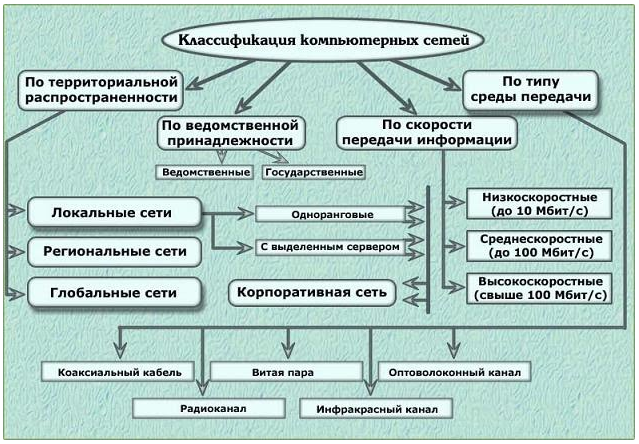 Классификация компьютерных сетей
По территориальной
распространенности
По типу
среды передачи
По ведомственной
принадлежности
По скорости
передачи информации
Ведомственные
Государственные
Локальные сети
Одноранговые
Низкоскоростные
(до 10 Мбит/с)
Региональные сети
С выделенным сервером
Среднескоростные
(до 100 Мбит/с)
Глобальные сети
Корпоративная сеть
Высокоскоростные
(свыше 100 Мбит/с)
Коаксиальный кабель
Витая пара
Оптоволоконный канал
Радиоканал
Инфракрасный канал